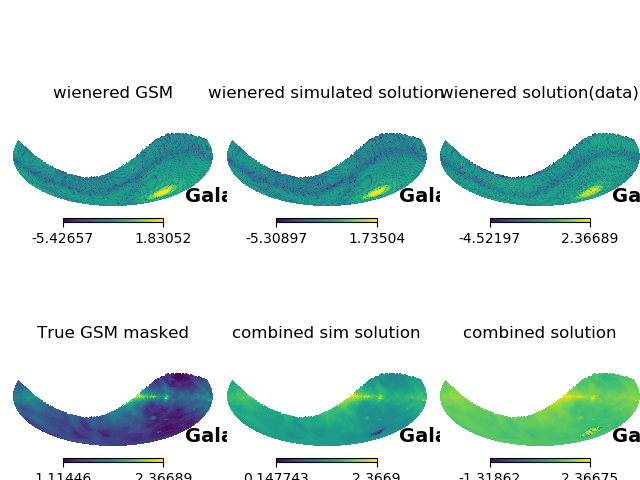 wienered GSM
wienered simulated solution
wienered solution(data)
Gala
Gala
Ga
-5.42657 1.83052
-5.30897 1.73504
-4.52197 2.36689
True GSM masked
combined sim solution
combined solution
Gala
Gala
Ga
1.11446 2.36689
0.147743 2.3669
-1.31862 2.36675